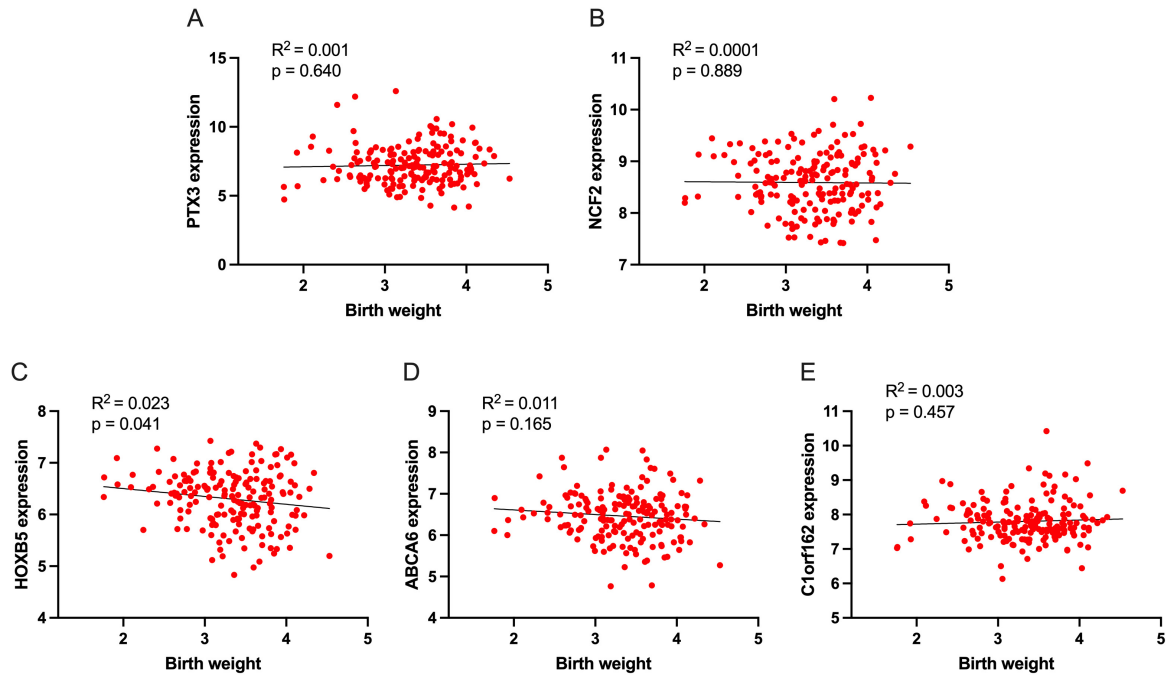 A
R² = 0.001
p = 0.640
PTX3 expression
15
10
5
0
2
3
4
5
Birth weight
B
R² = 0.0001
p = 0.889
NCF2 expression
11
10
9
8
7
2
3
4
5
Birth weight
C
R² = 0.023
p = 0.041
HOXB5 expression
8
7
6
5
4
2
3
4
5
Birth weight
D
R² = 0.011
p = 0.165
ABCA6 expression
9
8
7
6
5
4
2
3
4
5
Birth weight
E
R² = 0.003
p = 0.457
C1orf162 expression
11
10
9
8
7
6
5
2
3
4
5
Birth weight